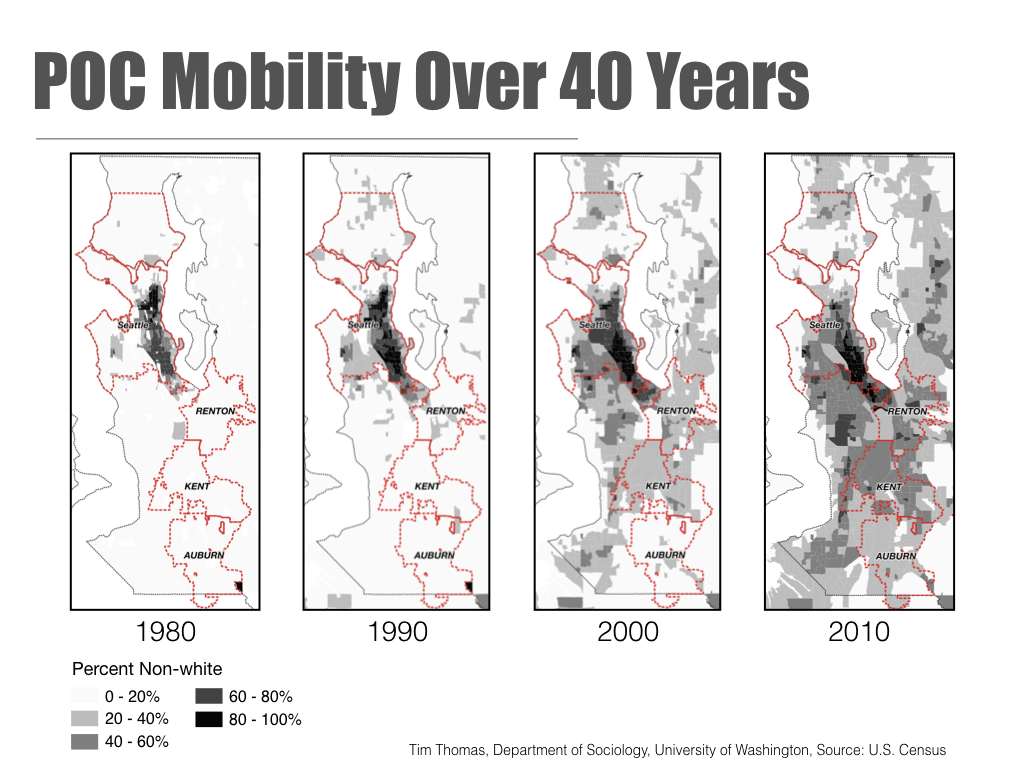 POC Mobility Over 40 Years
Seattle
RENTON
KENT
AUBURN
Seattle
RENTON
KENT
AUBURN
Seattle
RENTON
KENT
AUBURN
Seattle
RENTON
KENT
AUBURN
1980
1990
2000
2010
Percent Non-white
0 - 20%
20 - 40%
40 - 60%
60 - 80%
80 - 100%
Tim Thomas, Department of Sociology, University of Washington, Source: U.S. Census